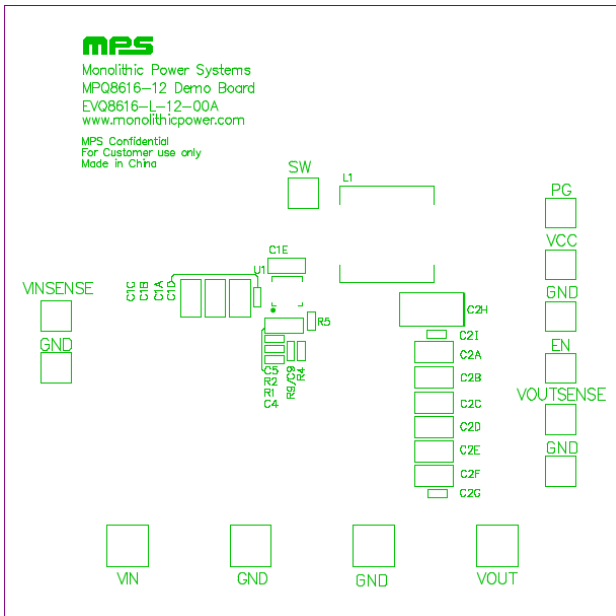 MPS
Monolithic Power Systems
MPQ8616-12 Demo Board
EVQ8616-L-12-00A
www.monolithicpower.com
MPS Confidential
For Customer use only
Made in China
SW
L1
PG
VCC
GND
EN
VOUTSENSE
GND
VINSENSE
GND
C1C
C1B
C1A
C1D
U1
C1E
R5
C5
R2
R1
C4
R9/C9
R4
C2H
C2I
C2A
C2B
C2C
C2D
C2E
C2F
C2G
VIN
GND
GND
VOUT